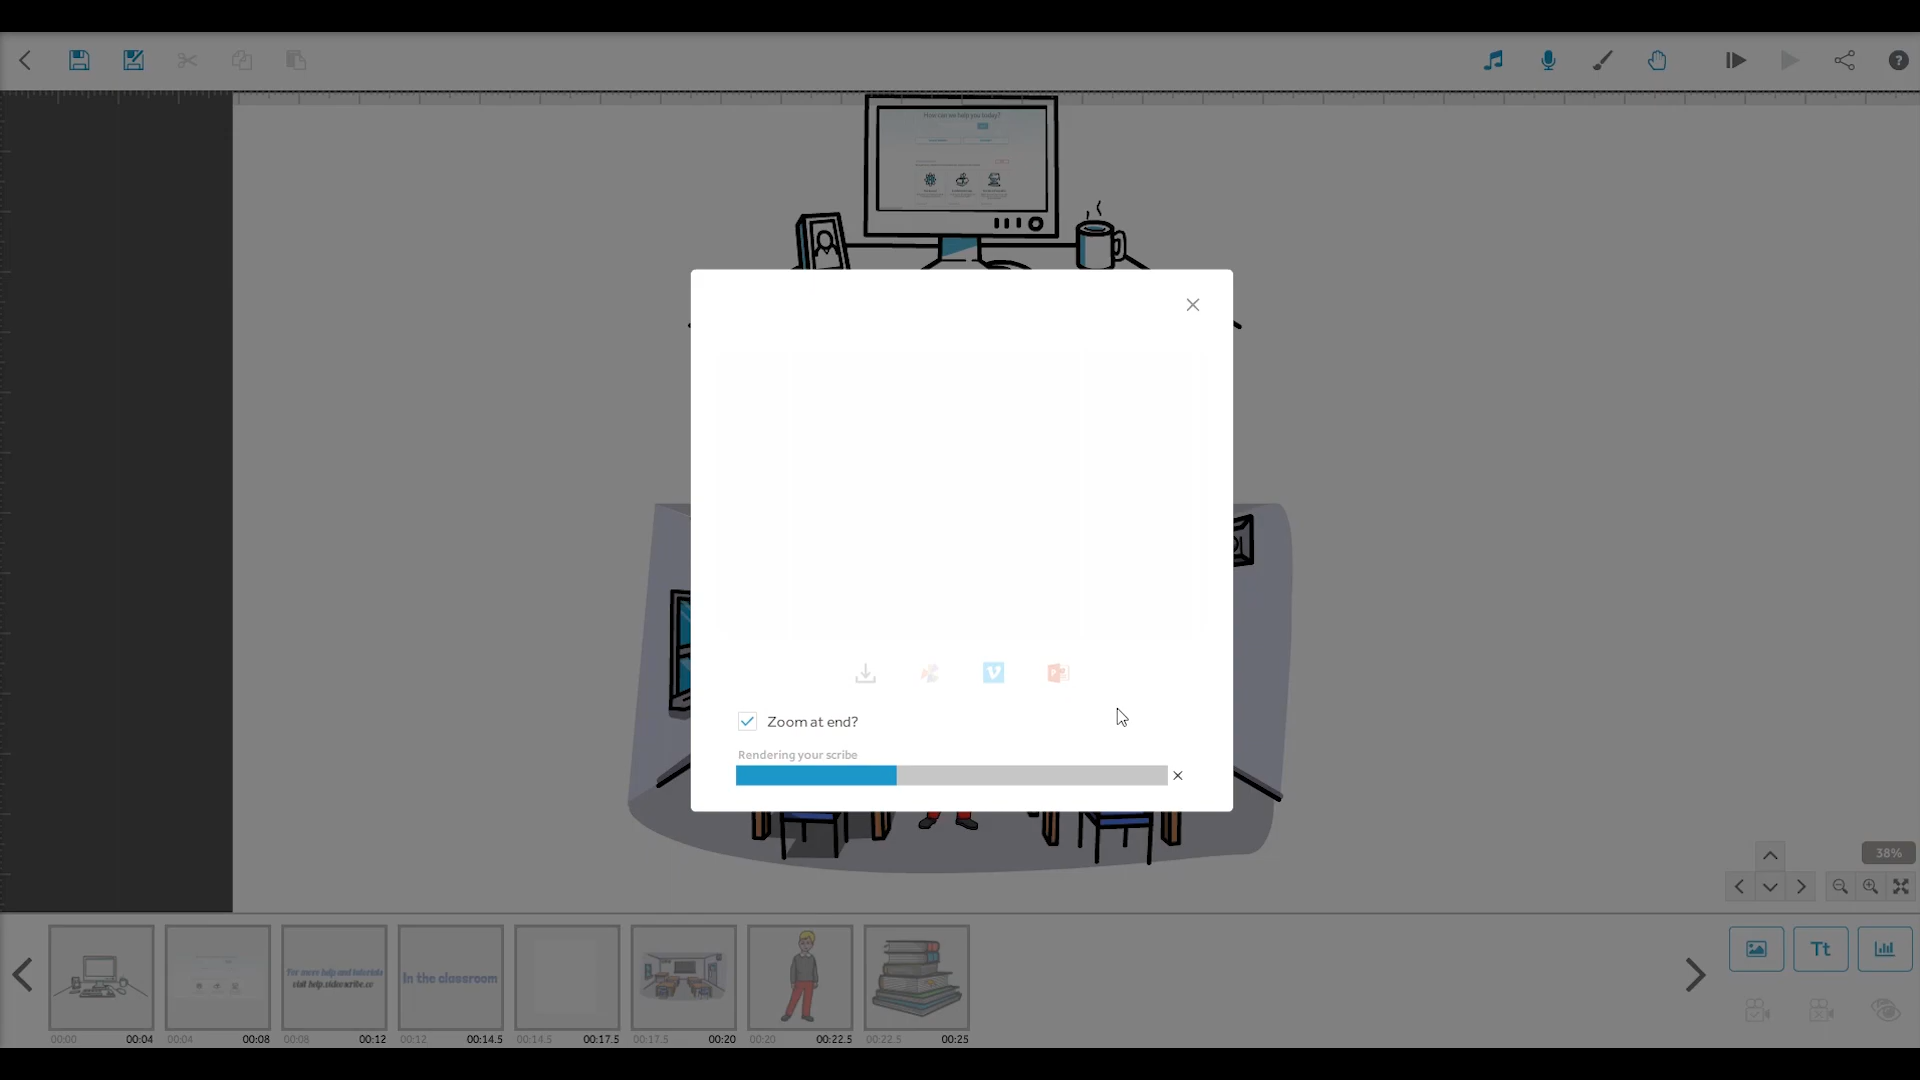 ?
How can we help you today?
V
P
Zoom at end?
Rendering your scribe
38%
For more help and tutorials
visit help.videoscribe.co
In the classroom
Tt
00:00 00:04 00:04 00:08 00:08 00:12 00:12 00:14.5 00:14.5 00:17.5 00:17.5 00:20 00:20 00:22.5 00:22.5 00:25